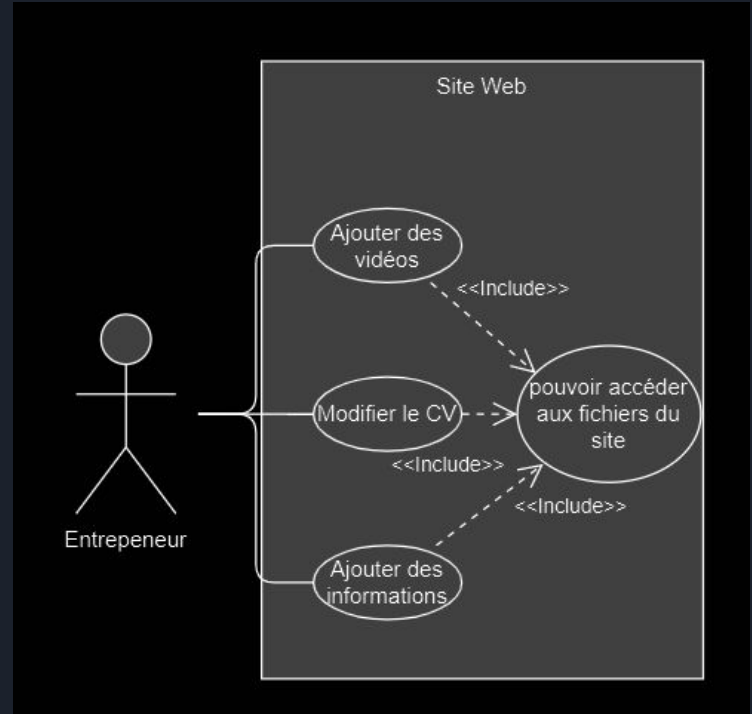 Site Web
Ajouter des
vidéos
<<Include>>
pouvoir accéder
aux fichiers du
site
Modifier le CV
<<Include>>
<<Include>>
Entrepeneur
Ajouter des
informations